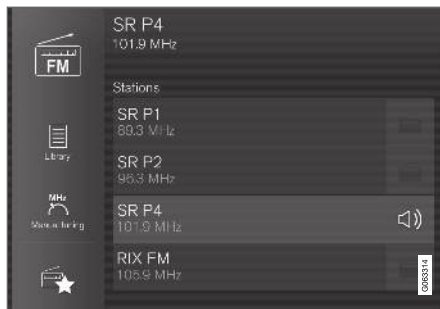 FM
SR P4
101.9 MHz
Stations
SR P1
89.3 MHz
SR P2
96.3 MHz
SR P4
101.9 MHz
RIX FM
105.9 MHz
Library
MHz
Manual tuning
G063314